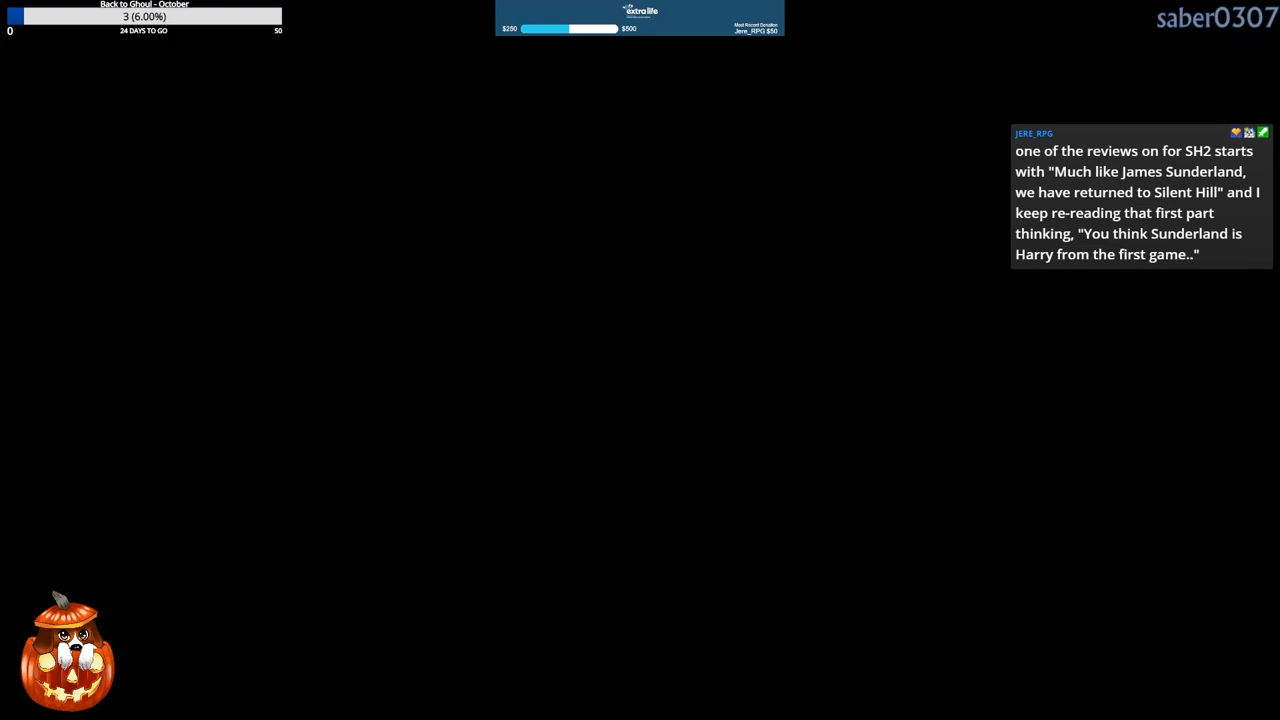 Back to Ghoul - October
3 (6.00%)
0
24 DAYS TO GO
50
extralife
$250
$500
Most Recent Donation
Jere_RPG $50
saber0307
JERE_RPG
one of the reviews on for SH2 starts
with "Much like James Sunderland,
we have returned to Silent Hill" and I
keep re-reading that first part
thinking, "You think Sunderland is
Harry from the first game.."